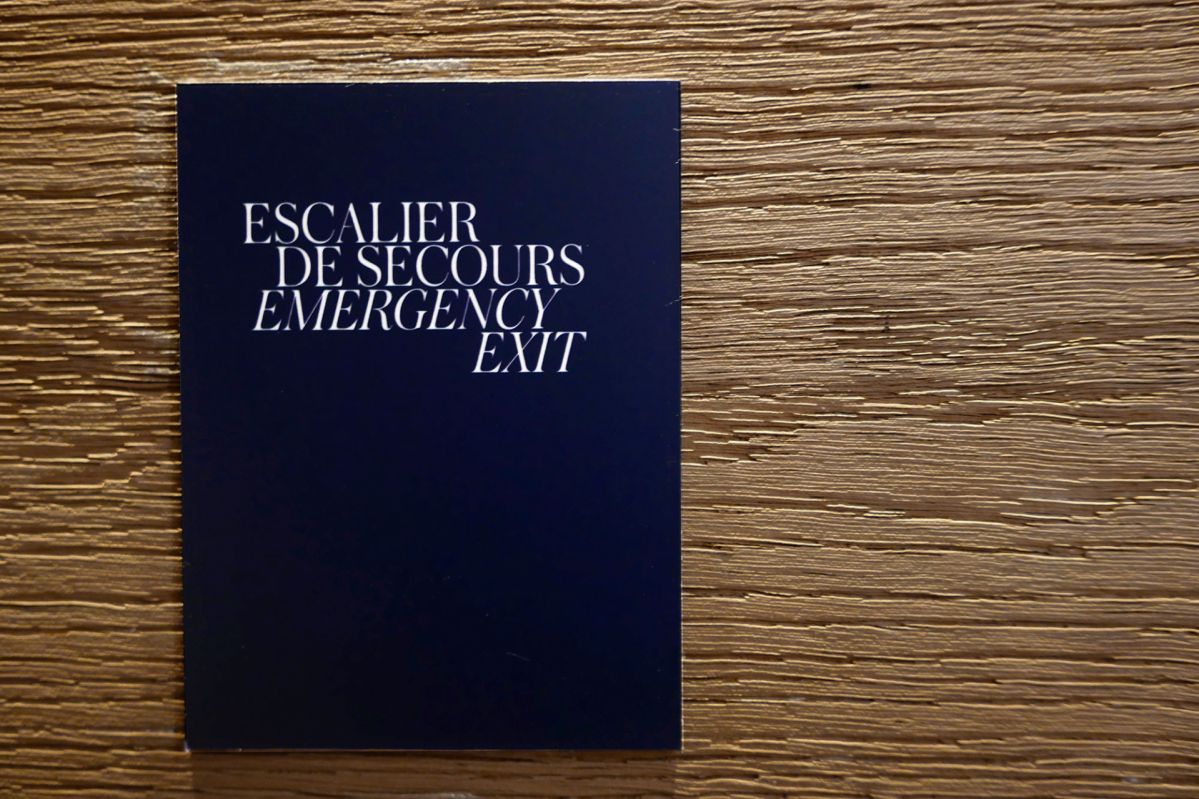 ESCALIER
DE SECOURS
EMERGENCY
EXIT